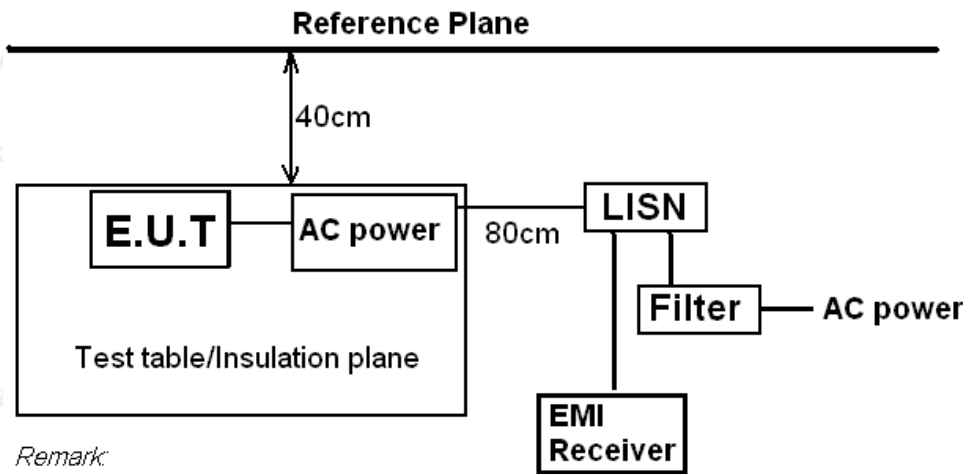 Reference Plane
40cm
E.U.T
AC power
80cm
LISN
Filter
AC power
Test table/Insulation plane
EMI
Receiver
Remark: